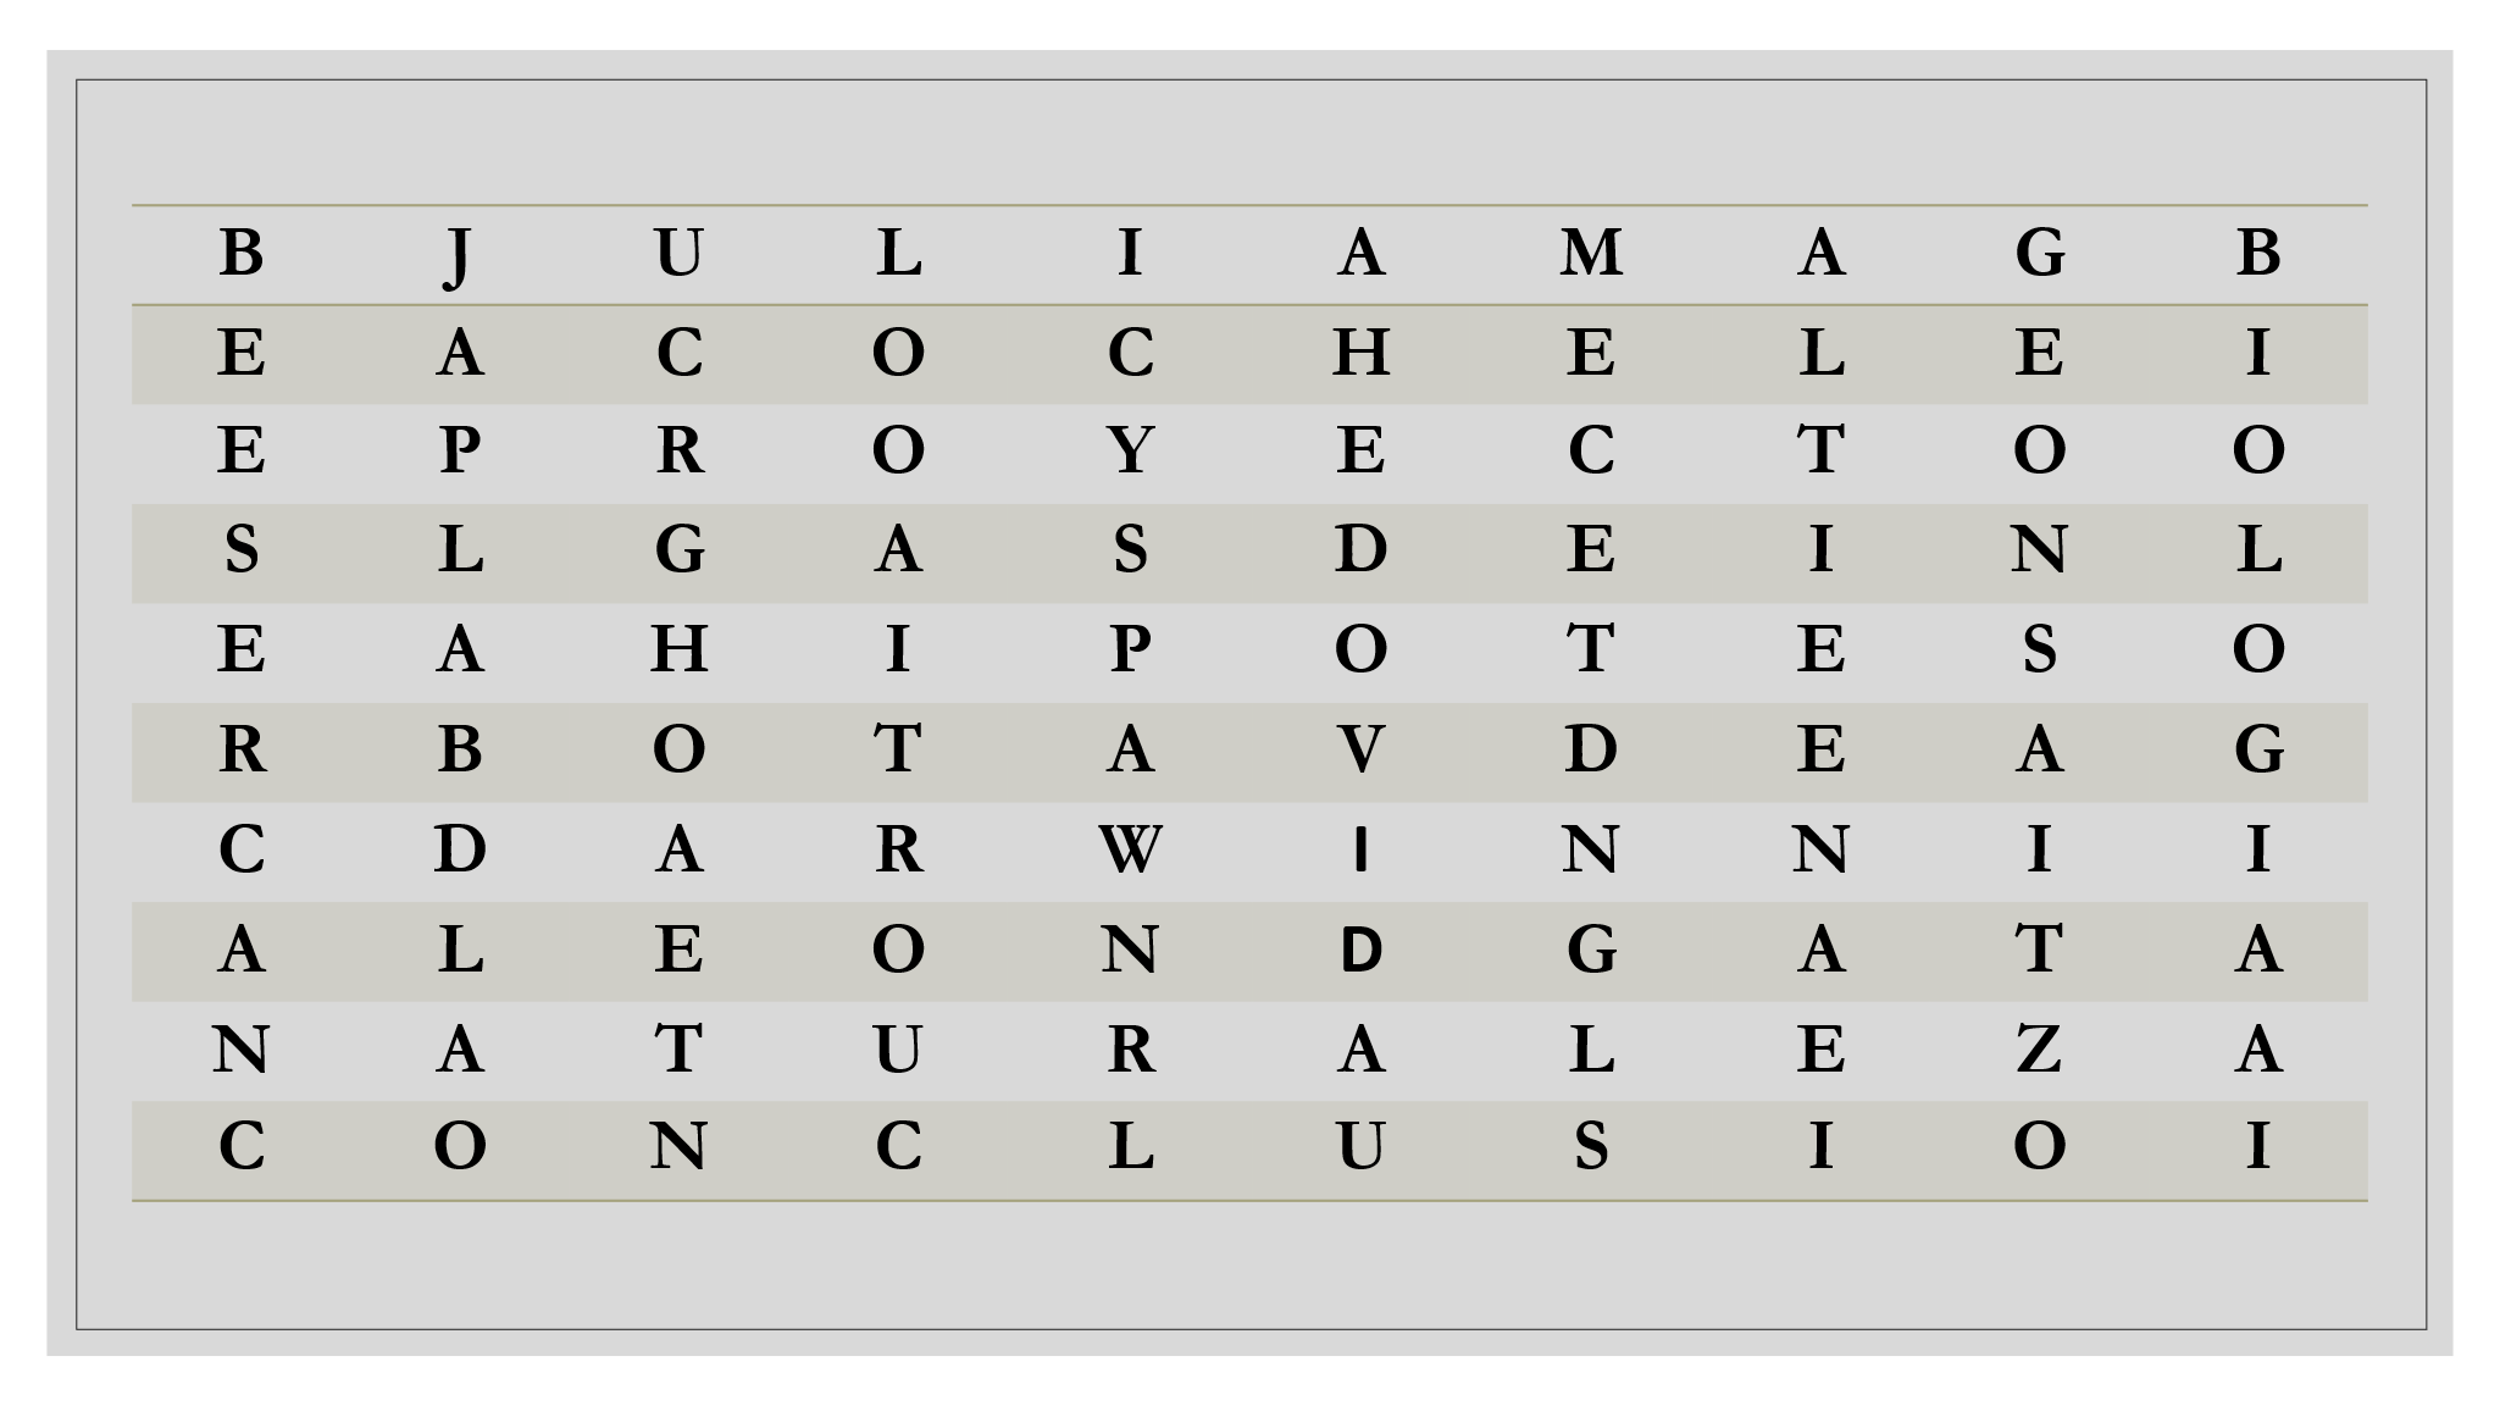 B J U L I A M A G B
E A C O C H E L E I
E P R O Y E C T O O
S L G A S D E I N L
E A H I P O T E S O
R B O T A V D E A G
C D A R W I N N I I
A L E O N D G A T A
N A T U R A L E Z A
C O N C L U S I O I